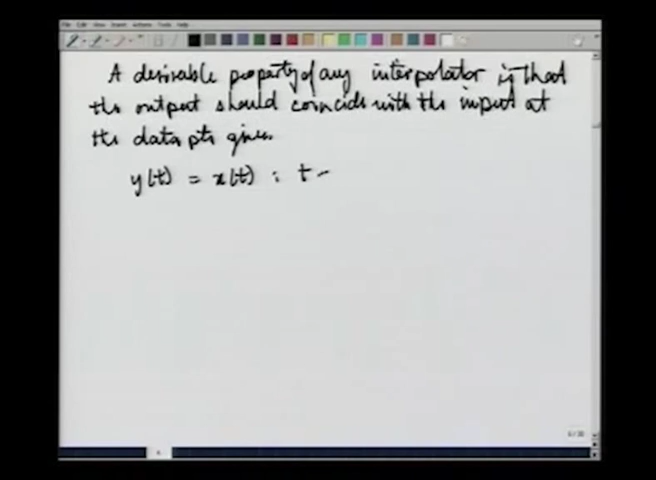 A desirable property of any interpolator is that
the output should coincide with the input at
the data pts given.
y(t) = x(t) : t -